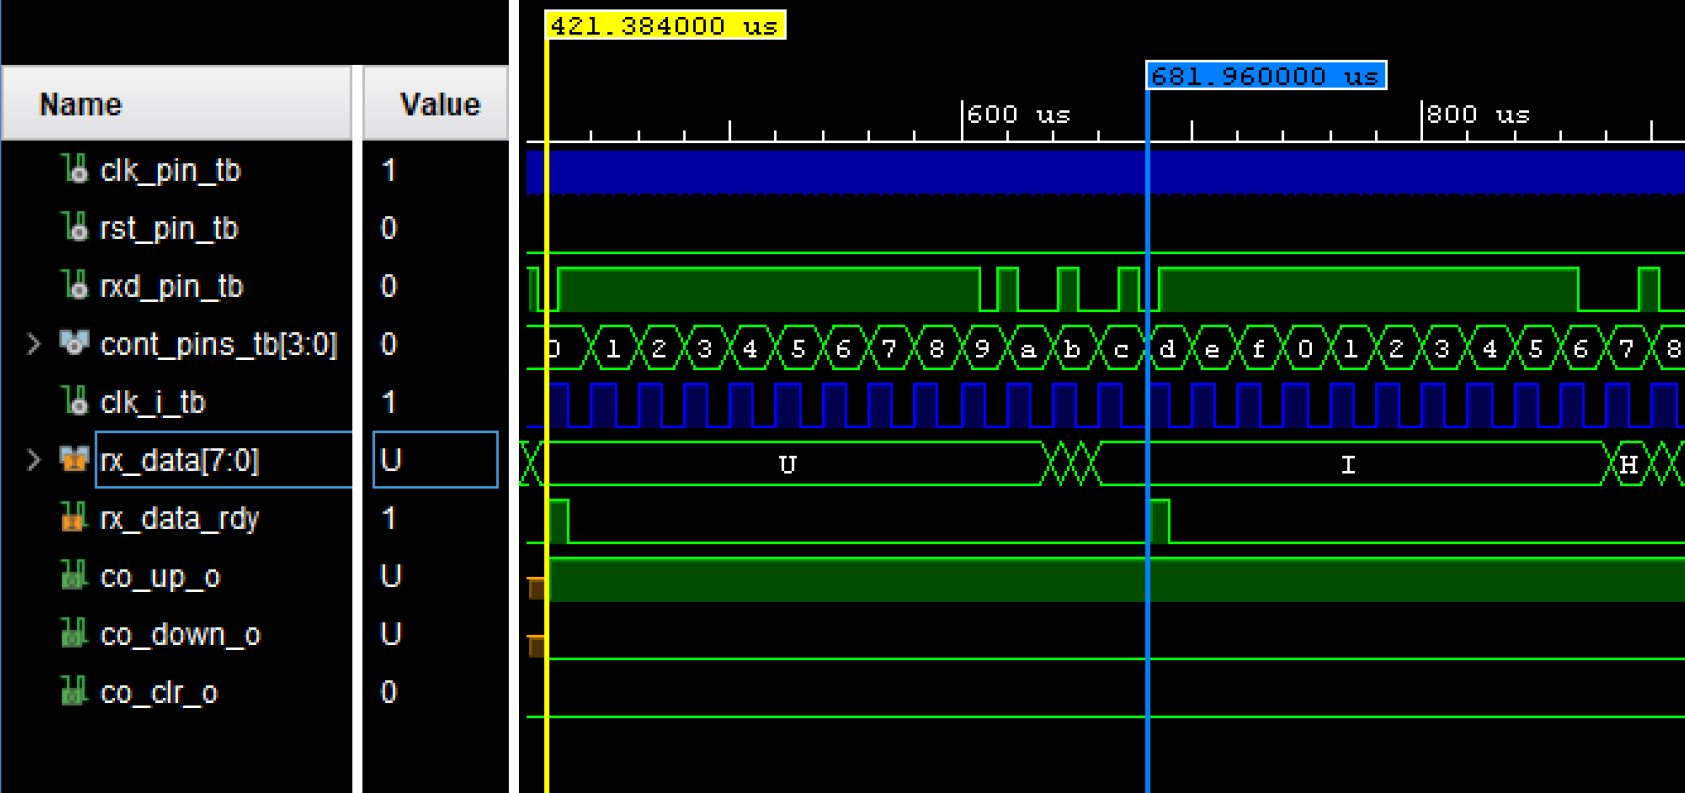 421.384000 us
681.960000 us
Name Value
600 us 800 us
clk_pin_tb 1
rst_pin_tb 0
rxd_pin_tb 0
cont_pins_tb[3:0] 0 0 1 2 3 4 5 6 7 8 9 a b c d e f 0 1 2 3 4 5 6 7 8
clk_i_tb 1
rx_data[7:0] U U I H
rx_data_rdy 1
co_up_o U
co_down_o U
co_clr_o 0